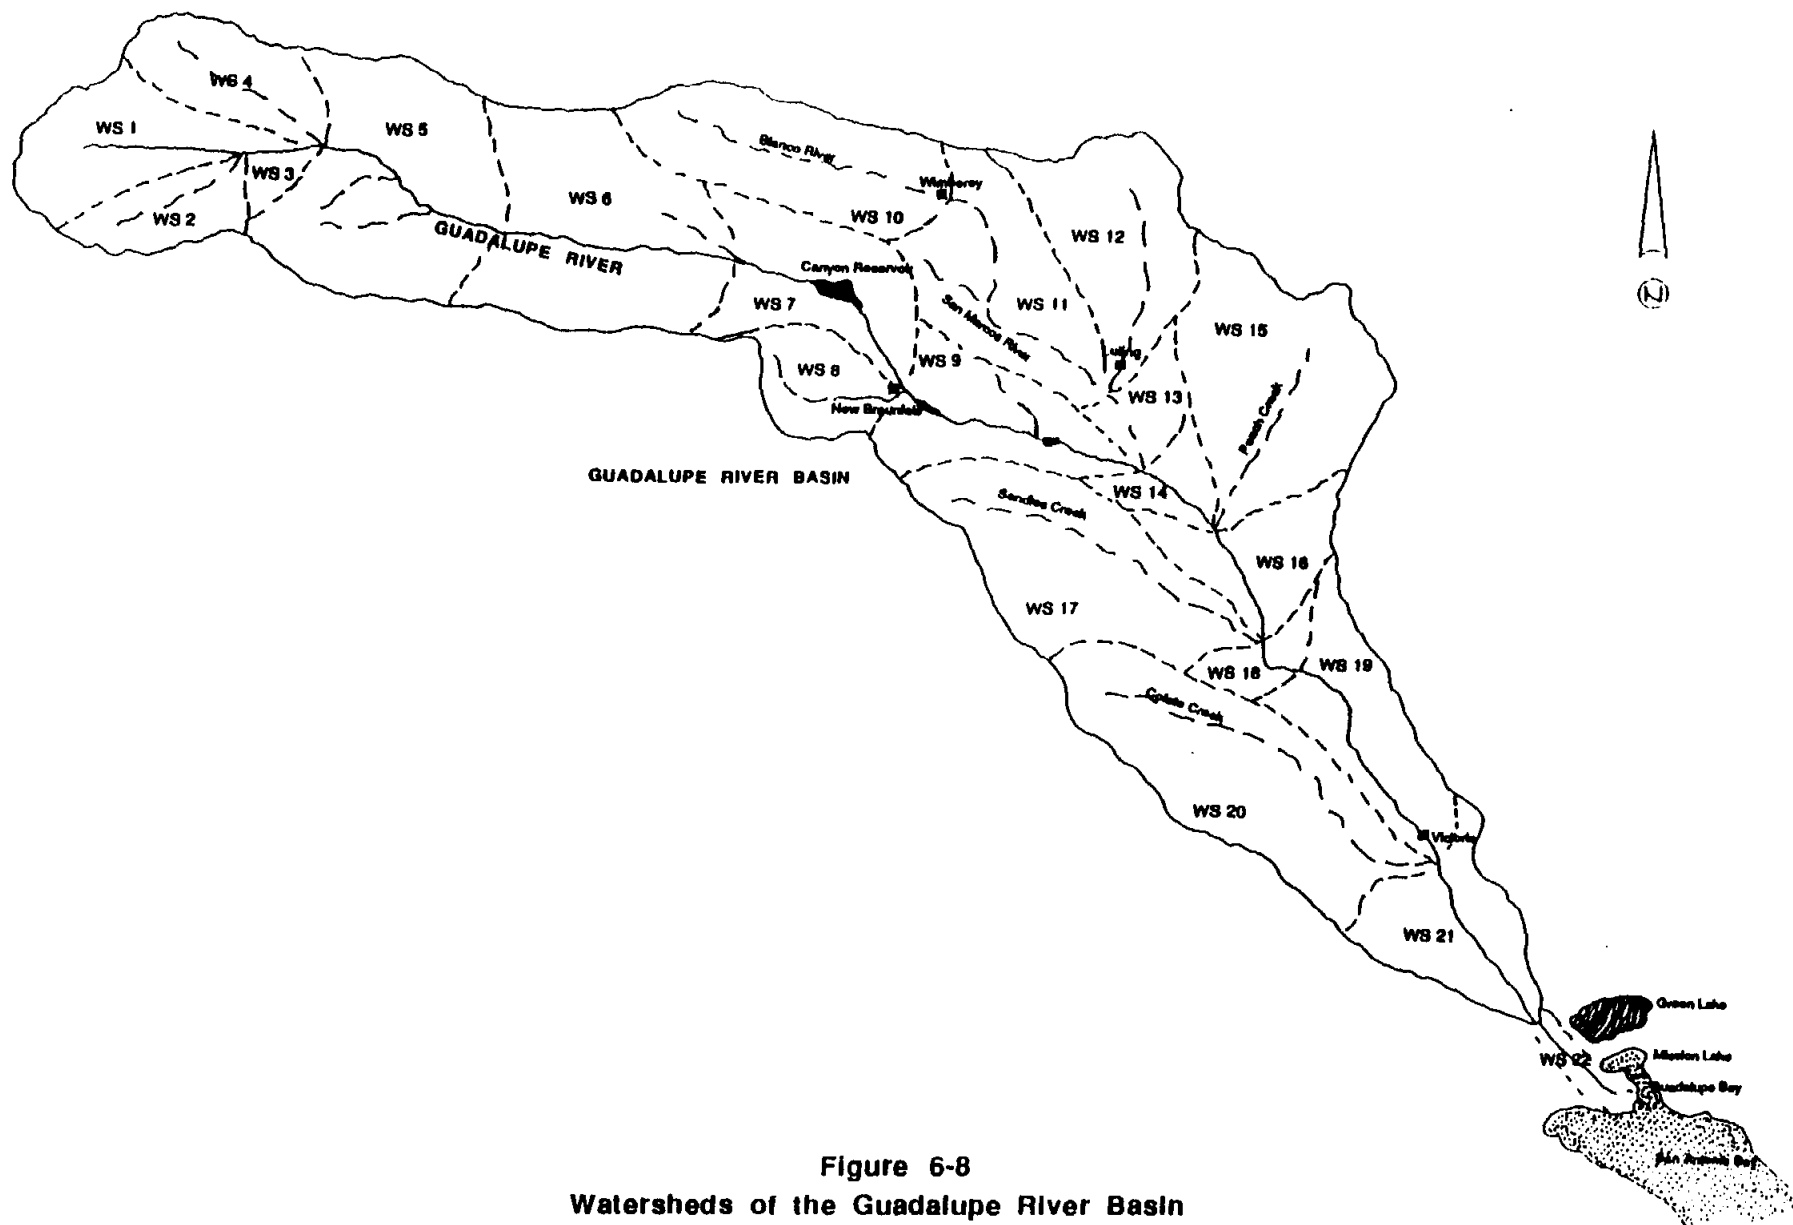 WS 4
WS 1
WS 5
WS 3
WS 2
WS 6
Blanco River
WS 10
WS 12
GUADALUPE RIVER
Canyon Reservoir
WS 7
San Marcos River
WS 11
WS 15
N
WS 9
WS 8
Luling
WS 13
New Braunfels
Peach Creek
GUADALUPE RIVER BASIN
WS 14
Sandies Creek
WS 16
WS 17
WS 18
WS 19
Coleto Creek
WS 20
Victoria
WS 21
Green Lake
WS 22
Mission Lake
Guadalupe Bay
San Antonio Bay
Figure 6-8
Watersheds of the Guadalupe River Basin